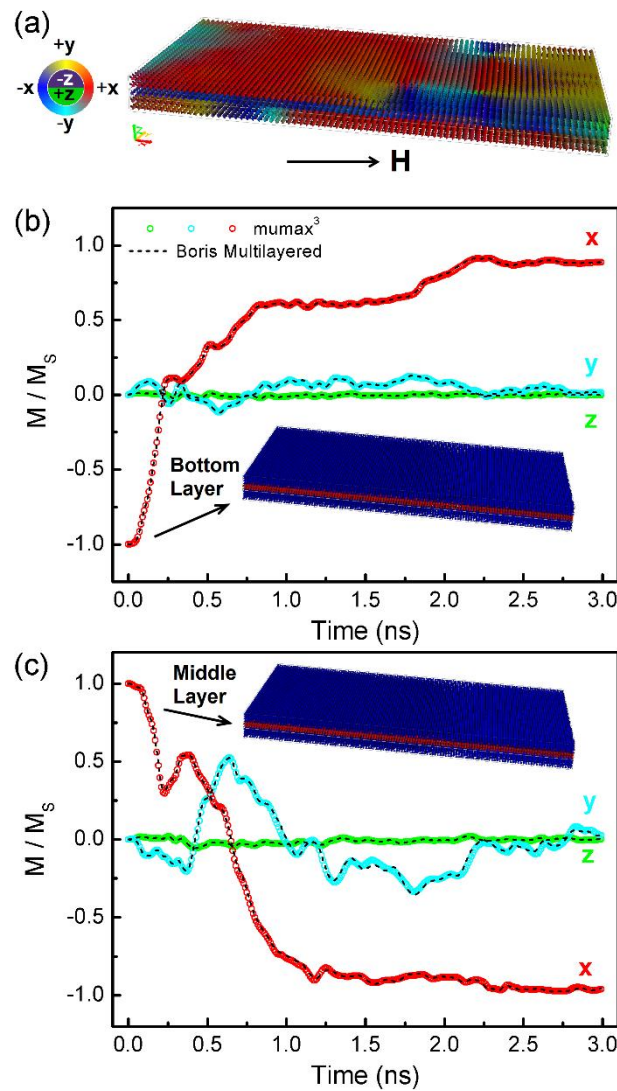 (a)
+y
-x
-z
+z
+x
-y
z
H
(b)
mumax³
Boris Multilayered
x
y
z
Bottom
Layer
M / M_S
1.0
0.5
0.0
-0.5
-1.0
0.0 0.5 1.0 1.5 2.0 2.5 3.0
Time (ns)
(c)
Middle
Layer
y
z
x
M / M_S
1.0
0.5
0.0
-0.5
-1.0
0.0 0.5 1.0 1.5 2.0 2.5 3.0
Time (ns)